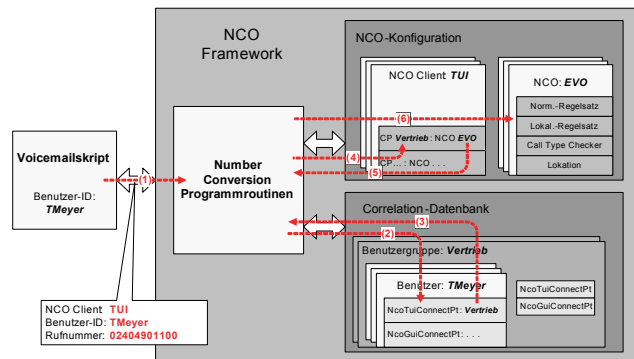 NCO
Framework
NCO-Konfiguration
NCO Client: TUI
CP Vertrieb: NCO EVO
CP... : NCO . . .
NCO: EVO
Norm.-Regelsatz
Lokal.-Regelsatz
Call Type Checker
Lokation
(6)
(4)
(5)
Voicemailskript
Benutzer-ID:
TMeyer
(1)
Number
Conversion
Programmroutinen
(3)
(2)
Correlation-Datenbank
Benutzergruppe: Vertrieb
Benutzer: TMeyer
NcoTuiConnectPt: Vertrieb
NcoGuiConnectPt: . . .
NcoTuiConnectPt
NcoGuiConnectPt
NCO Client: TUI
Benutzer-ID: TMeyer
Rufnummer: 02404901100